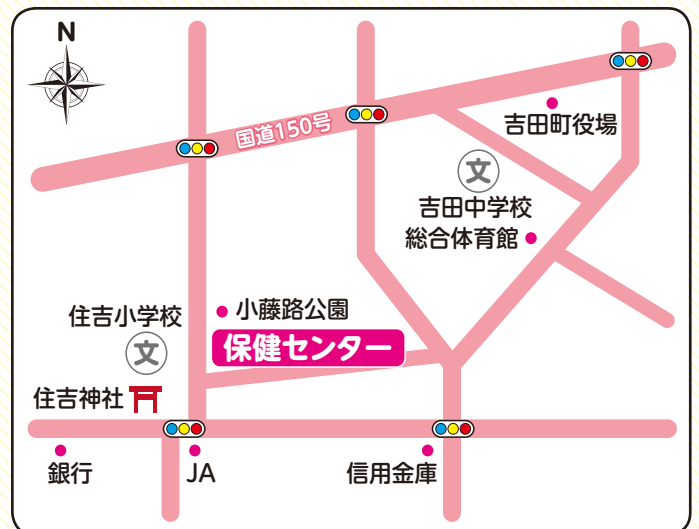 N
国道150号
吉田町役場
文
吉田中学校
総合体育館
小藤路公園
保健センター
住吉小学校
文
住吉神社
銀行
JA
信用金庫